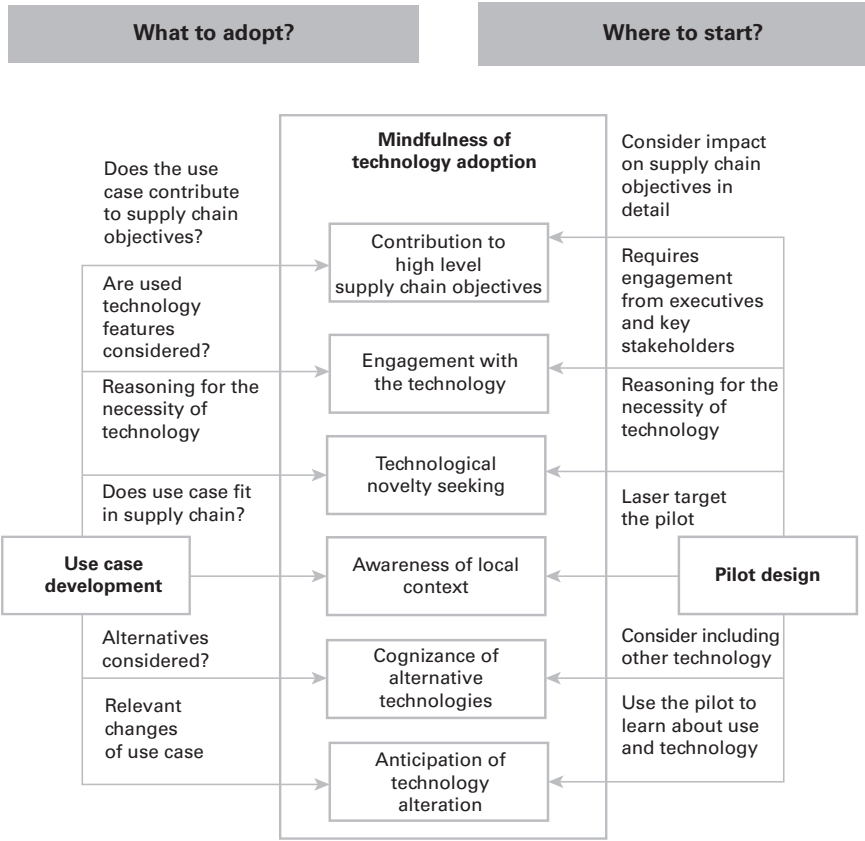 What to adopt?
Where to start?
Mindfulness of
technology adoption
Does the use
case contribute
to supply chain
objectives?
Are used
technology
features
considered?
Reasoning for the
necessity of
technology
Does use case fit
in supply chain?
Use case
development
Alternatives
considered?
Relevant
changes
of use case
Contribution to
high level
supply chain objectives
Engagement with
the technology
Technological
novelty seeking
Awareness of local
context
Cognizance of
alternative
technologies
Anticipation of
technology
alteration
Consider impact
on supply chain
objectives in
detail
Requires
engagement
from executives
and key
stakeholders
Reasoning for the
necessity of
technology
Laser target
the pilot
Pilot design
Consider including
other technology
Use the pilot to
learn about use
and technology